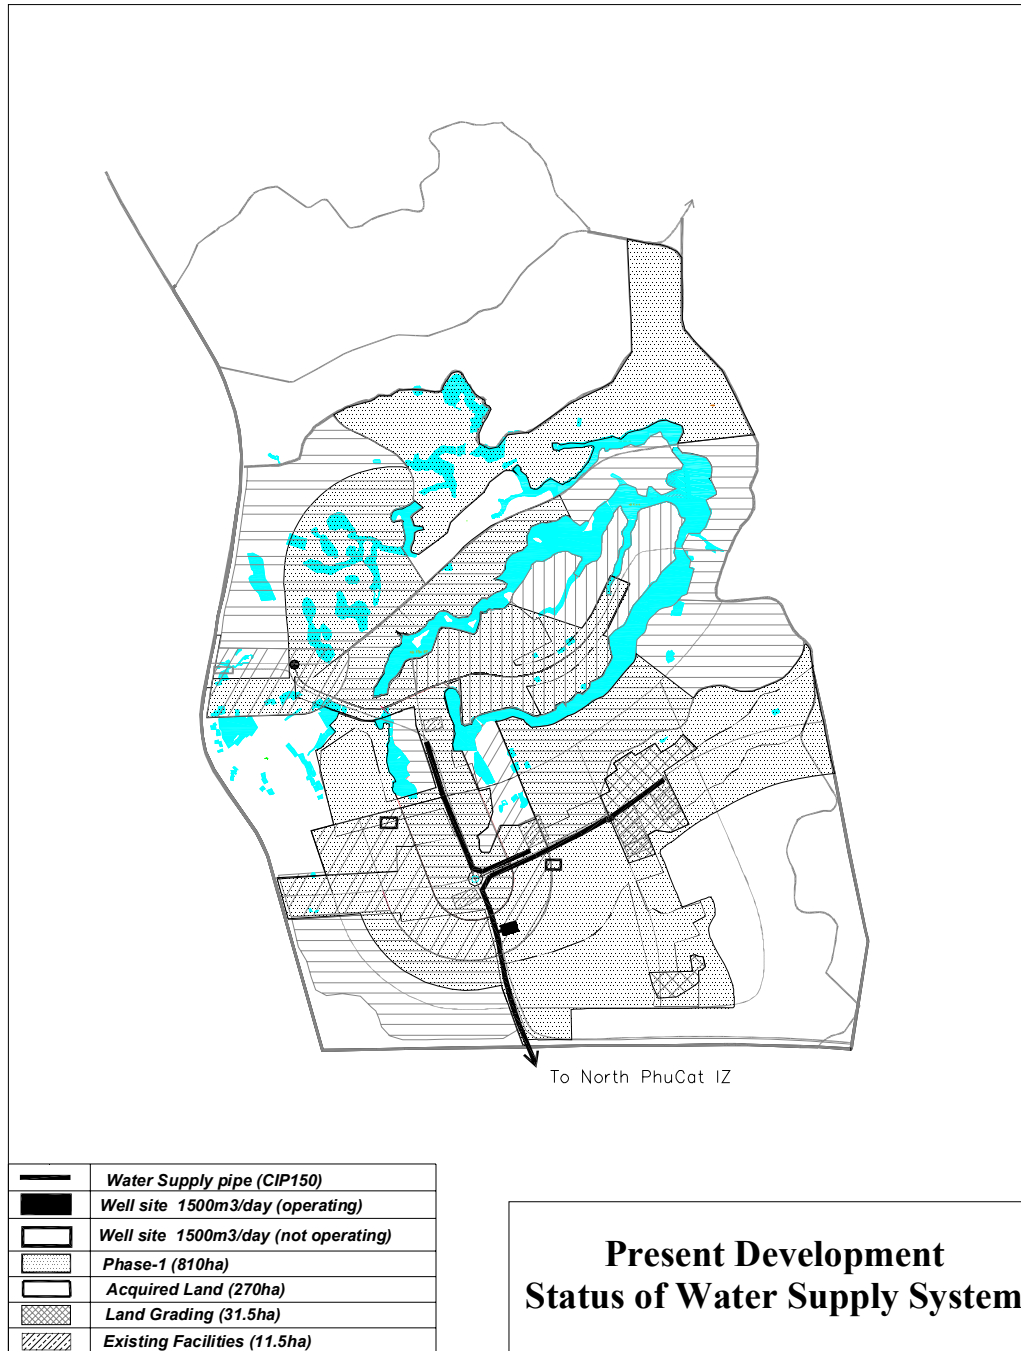 To North PhuCat IZ
Water Supply pipe (CIP150)
Well site 1500m3/day (operating)
Well site 1500m3/day (not operating)
Phase-1 (810ha)
Acquired Land (270ha)
Land Grading (31.5ha)
Existing Facilities (11.5ha)
Present Development
Status of Water Supply System